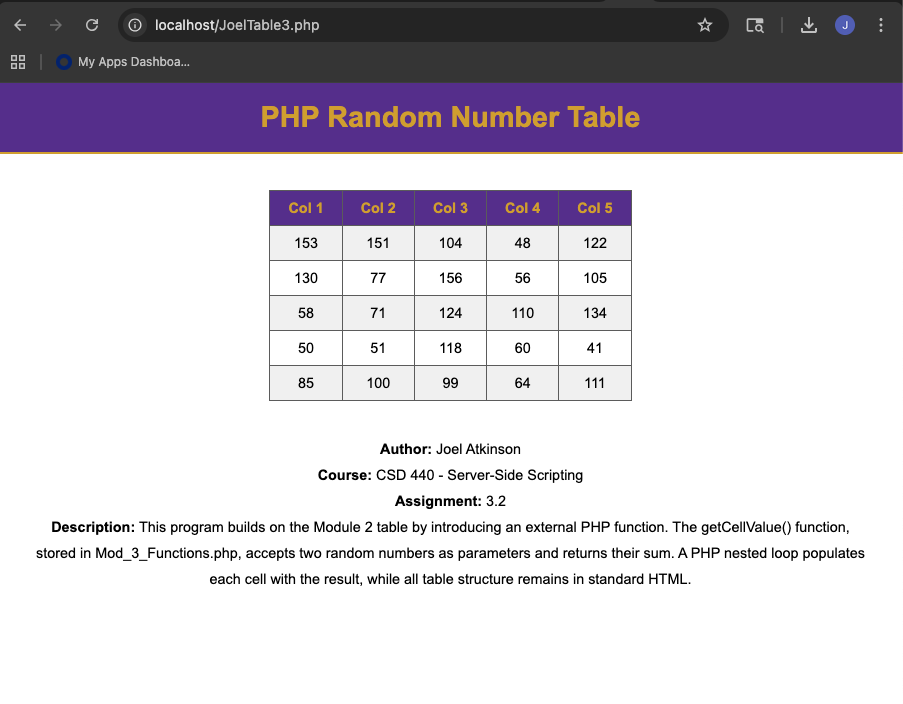 localhost/JoelTable3.php
J
My Apps Dashboa...
PHP Random Number Table
Col 1 Col 2 Col 3 Col 4 Col 5
153 151 104 48 122
130 77 156 56 105
58 71 124 110 134
50 51 118 60 41
85 100 99 64 111
Author: Joel Atkinson
Course: CSD 440 - Server-Side Scripting
Assignment: 3.2
Description: This program builds on the Module 2 table by introducing an external PHP function. The getCellValue() function,
stored in Mod_3_Functions.php, accepts two random numbers as parameters and returns their sum. A PHP nested loop populates
each cell with the result, while all table structure remains in standard HTML.